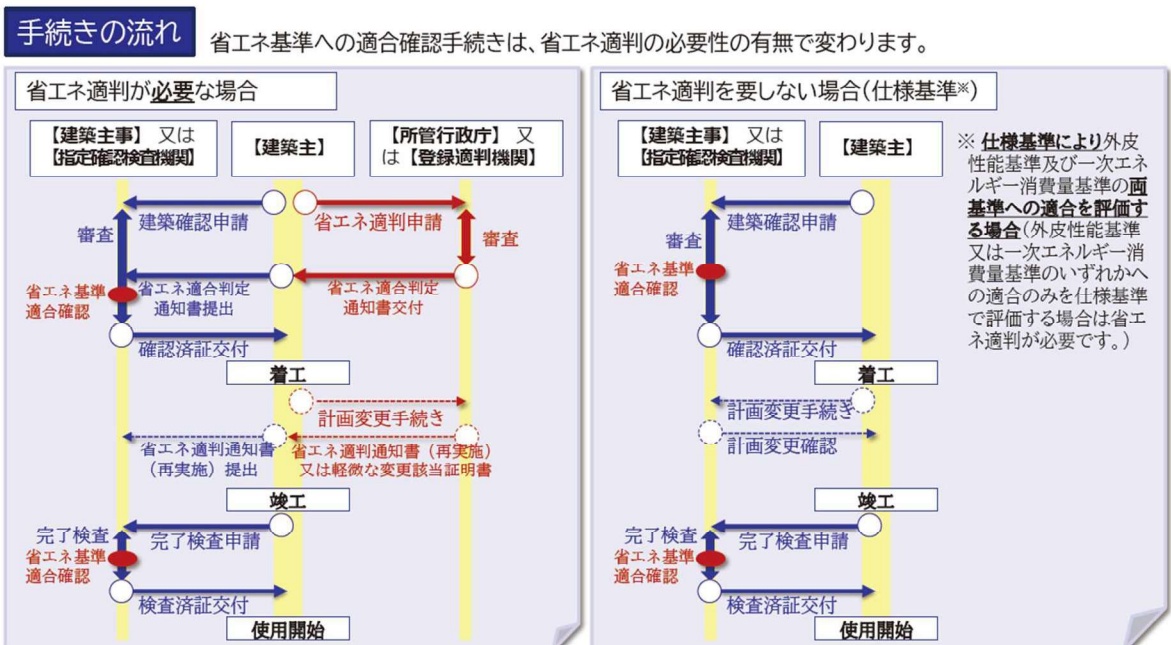 手続きの流れ
省エネ基準への適合確認手続きは、省エネ適判の必要性の有無で変わります。
省エネ適判が必要な場合
【建築主事】 又は
【指定確認検査機関】
【建築主】
【所管行政庁】 又
は 【登録適判機関】
建築確認申請
省エネ適判申請
審査
審査
省エネ基準
適合確認
省エネ適合判定
通知書提出
省エネ適合判定
通知書交付
確認済証交付
着工
計画変更手続き
省エネ適判通知書
（再実施）提出
省エネ適判通知書（再実施）
又は軽微な変更該当証明書
竣工
完了検査
完了検査申請
省エネ基準
適合確認
検査済証交付
使用開始
省エネ適判を要しない場合（仕様基準※）
【建築主事】 又は
【指定確認検査機関】
【建築主】
建築確認申請
審査
省エネ基準
適合確認
確認済証交付
着工
計画変更手続き
計画変更確認
竣工
完了検査
完了検査申請
省エネ基準
適合確認
検査済証交付
使用開始
※ 仕様基準により外皮
性能基準及び一次エネ
ルギー消費量基準の両
基準への適合を評価す
る場合（外皮性能基準
又は一次エネルギー消
費量基準のいずれかへ
の適合のみを仕様基準
で評価する場合は省エ
ネ適判が必要です。）